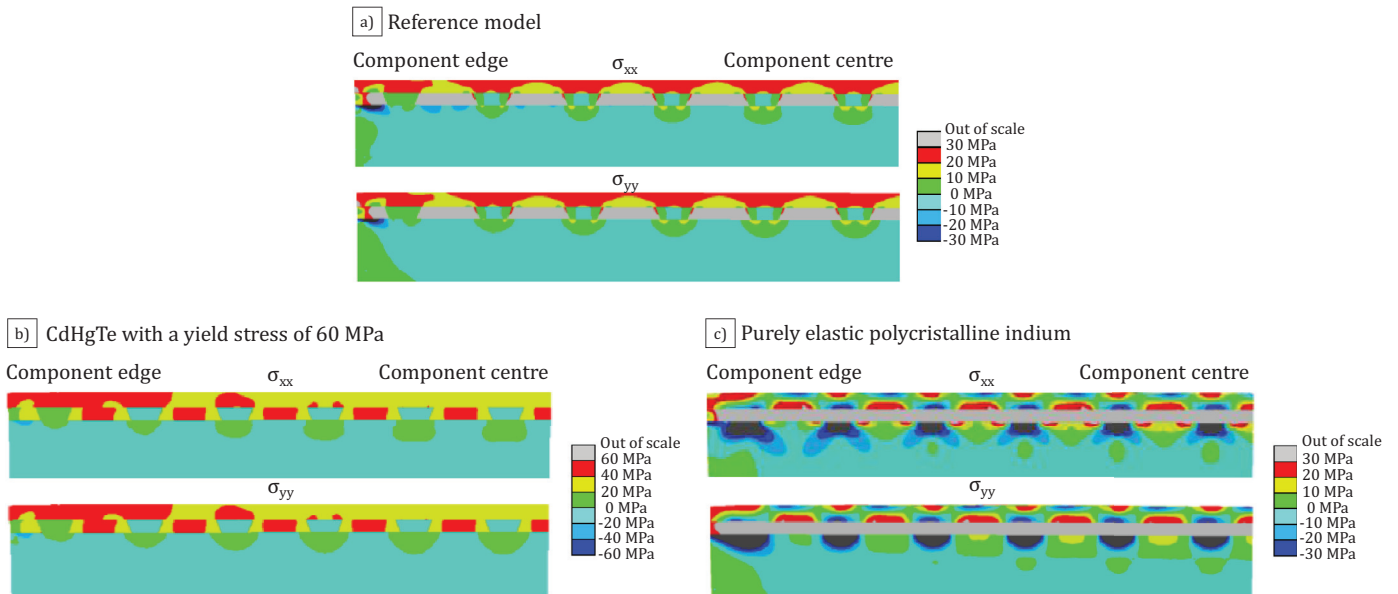 a) Reference model
Component edge
σxx
Component centre
σyy
Out of scale
30 MPa
20 MPa
10 MPa
0 MPa
-10 MPa
-20 MPa
-30 MPa
b) CdHgTe with a yield stress of 60 MPa
Component edge
σxx
Component centre
σyy
Out of scale
60 MPa
40 MPa
20 MPa
0 MPa
-20 MPa
-40 MPa
-60 MPa
c) Purely elastic polycristalline indium
Component edge
σxx
Component centre
σyy
Out of scale
30 MPa
20 MPa
10 MPa
0 MPa
-10 MPa
-20 MPa
-30 MPa